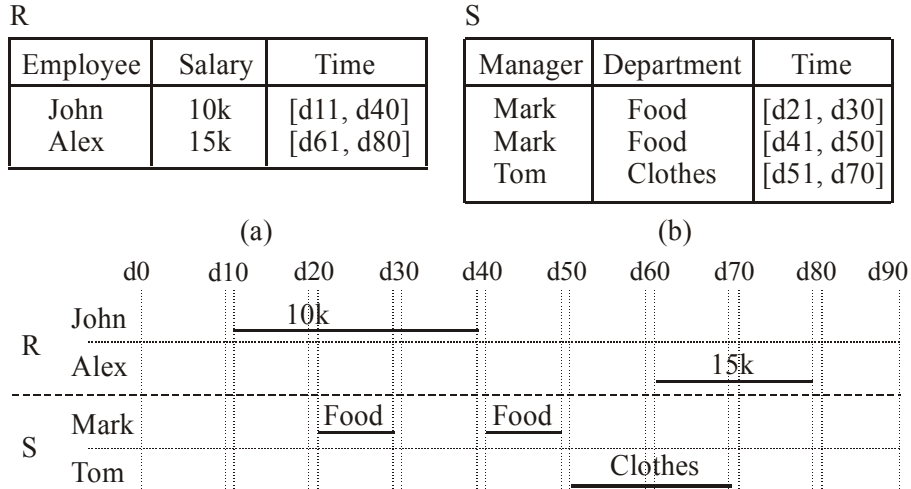 R
S
Employee Salary Time
John 10k [d11, d40]
Alex 15k [d61, d80]
Manager Department Time
Mark Food [d21, d30]
Mark Food [d41, d50]
Tom Clothes [d51, d70]
(a)
(b)
d0 d10 d20 d30 d40 d50 d60 d70 d80 d90
R
John 10k
Alex 15k
S
Mark Food Food
Tom Clothes